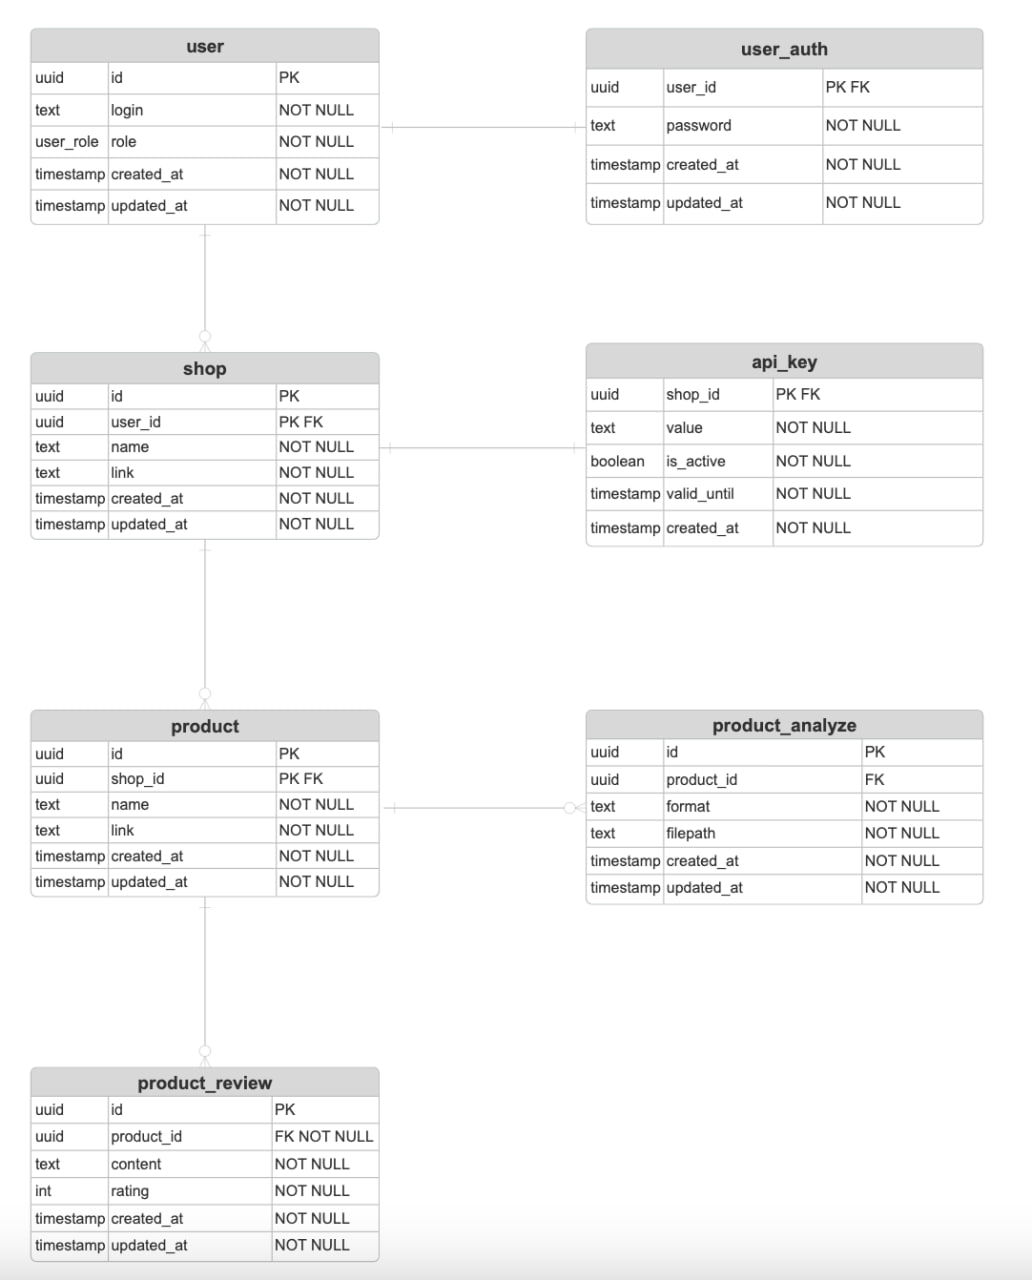 user
uuid id PK
text login NOT NULL
user_role role NOT NULL
timestamp created_at NOT NULL
timestamp updated_at NOT NULL
user_auth
uuid user_id PK FK
text password NOT NULL
timestamp created_at NOT NULL
timestamp updated_at NOT NULL
shop
uuid id PK
uuid user_id PK FK
text name NOT NULL
text link NOT NULL
timestamp created_at NOT NULL
timestamp updated_at NOT NULL
api_key
uuid shop_id PK FK
text value NOT NULL
boolean is_active NOT NULL
timestamp valid_until NOT NULL
timestamp created_at NOT NULL
product
uuid id PK
uuid shop_id PK FK
text name NOT NULL
text link NOT NULL
timestamp created_at NOT NULL
timestamp updated_at NOT NULL
product_analyze
uuid id PK
uuid product_id FK
text format NOT NULL
text filepath NOT NULL
timestamp created_at NOT NULL
timestamp updated_at NOT NULL
product_review
uuid id PK
uuid product_id FK NOT NULL
text content NOT NULL
int rating NOT NULL
timestamp created_at NOT NULL
timestamp updated_at NOT NULL